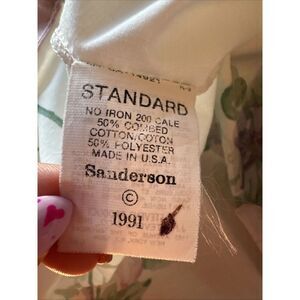 STANDARD
NO IRON 200 CALE
50% COMBED
COTTON/COTON
50% POLYESTER
MADE IN U.S.A.
Sanderson
©
1991